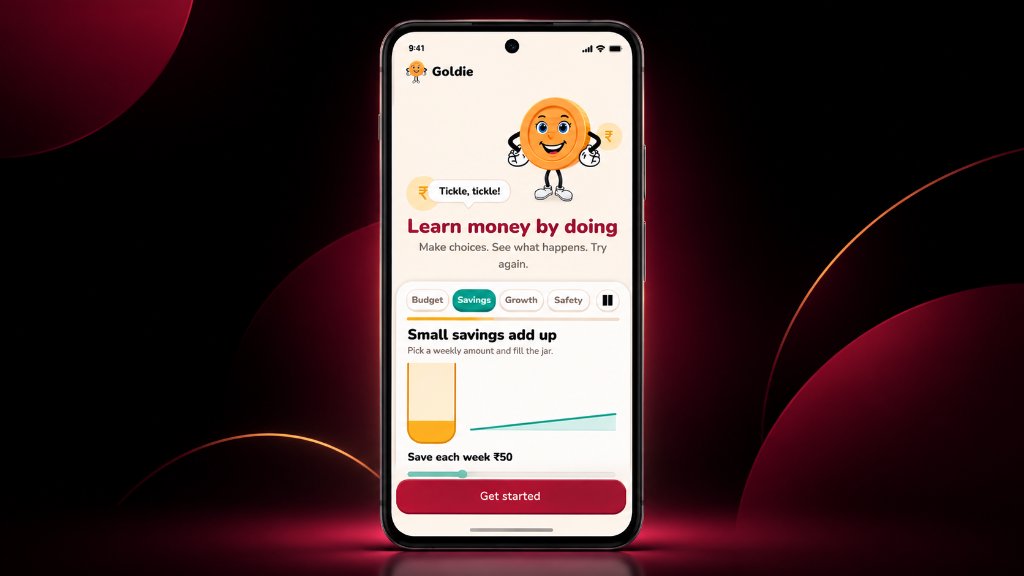 9:41
Goldie
₹
₹
Tickle, tickle!
Learn money by doing
Make choices. See what happens. Try
again.
Budget
Savings
Growth
Safety
Small savings add up
Pick a weekly amount and fill the jar.
Save each week ₹50
Get started